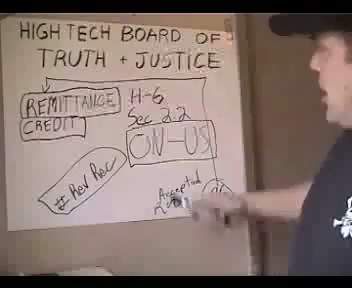 HIGH TECH BOARD OF
TRUTH + JUSTICE
REMITTANCE
CREDIT
H-6
Sec 2.2
ON-US
# Rev Rec
Accepted